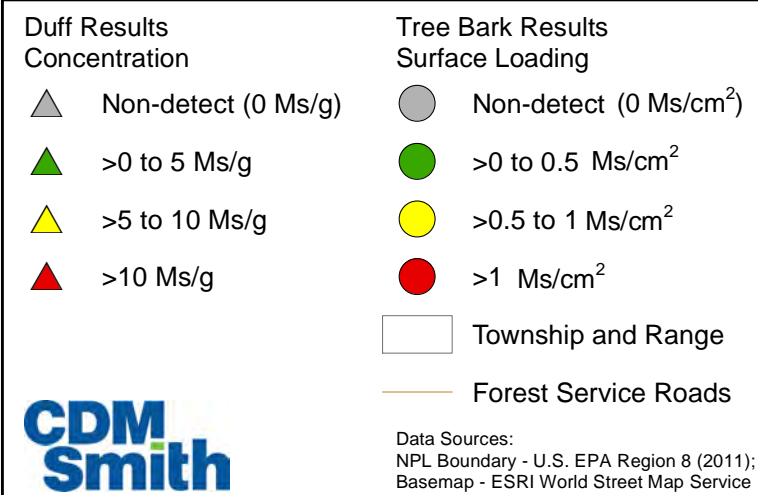 Duff Results
Concentration
Non-detect (0 Ms/g)
>0 to 5 Ms/g
>5 to 10 Ms/g
>10 Ms/g
Tree Bark Results
Surface Loading
Non-detect (0 Ms/cm²)
>0 to 0.5 Ms/cm²
>0.5 to 1 Ms/cm²
>1 Ms/cm²
Township and Range
Forest Service Roads
CDM
Smith
Data Sources:
NPL Boundary - U.S. EPA Region 8 (2011);
Basemap - ESRI World Street Map Service